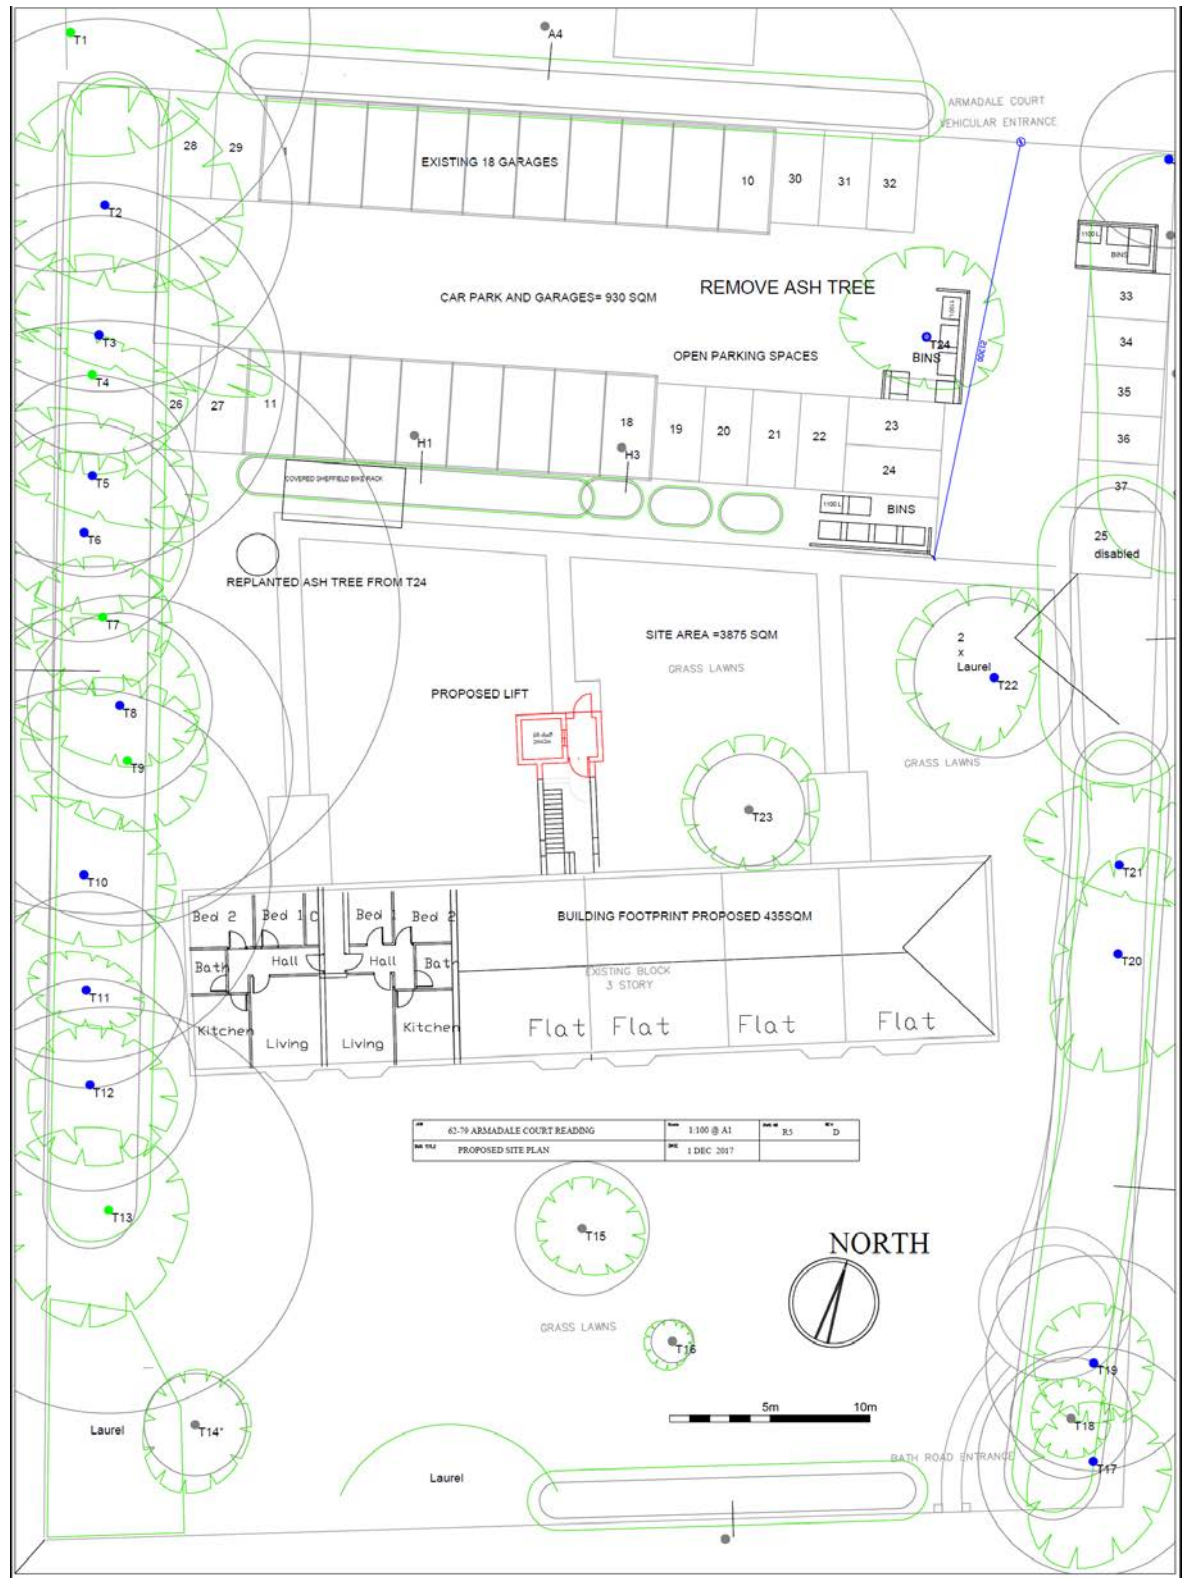 T1
A4
ARMADALE COURT
VEHICULAR ENTRANCE
28
29
1
EXISTING 18 GARAGES
10
30
31
32
T2
1100 L
BINS
REMOVE ASH TREE
CAR PARK AND GARAGES= 930 SQM
33
T3
T24
BINS
34
OPEN PARKING SPACES
T4
35
26
27
11
18
19
20
21
22
23
36
H1
H3
24
T5
COVERED SHEFFIELD BIKE RACK
37
1100 L
BINS
T6
25
disabled
REPLANTED ASH TREE FROM T24
T7
SITE AREA =3875 SQM
2
x
Laurel
GRASS LAWNS
T22
PROPOSED LIFT
T8
T9
GRASS LAWNS
T23
T21
T10
Bed 2
Bed 1
C
Bed 1
Bed 2
BUILDING FOOTPRINT PROPOSED 435SQM
Bath
Hall
Hall
Bath
T20
EXISTING BLOCK
3 STORY
T11
Kitchen
Living
Living
Kitchen
Flat
Flat
Flat
Flat
T12
62-79 ARMADALE COURT READING
1:100 @ A1
R5
D
PROPOSED SITE PLAN
1 DEC 2017
T13
T15
NORTH
GRASS LAWNS
T16
T19
5m
10m
T18
Laurel
T14*
BATH ROAD ENTRANCE
T17
Laurel